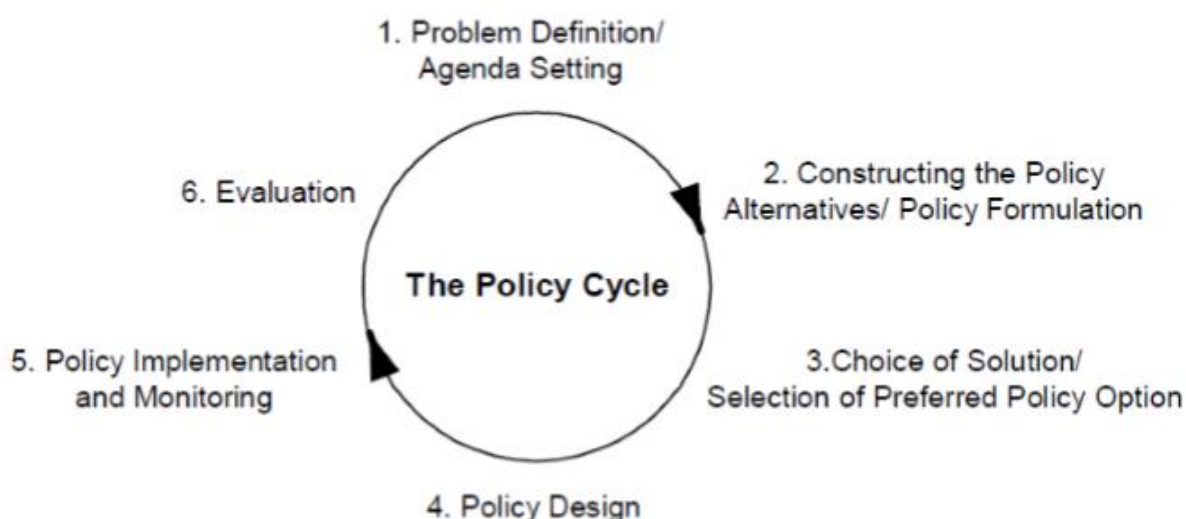 1. Problem Definition/
Agenda Setting
2. Constructing the Policy
Alternatives/ Policy Formulation
3.Choice of Solution/
Selection of Preferred Policy Option
4. Policy Design
5. Policy Implementation
and Monitoring
6. Evaluation
The Policy Cycle